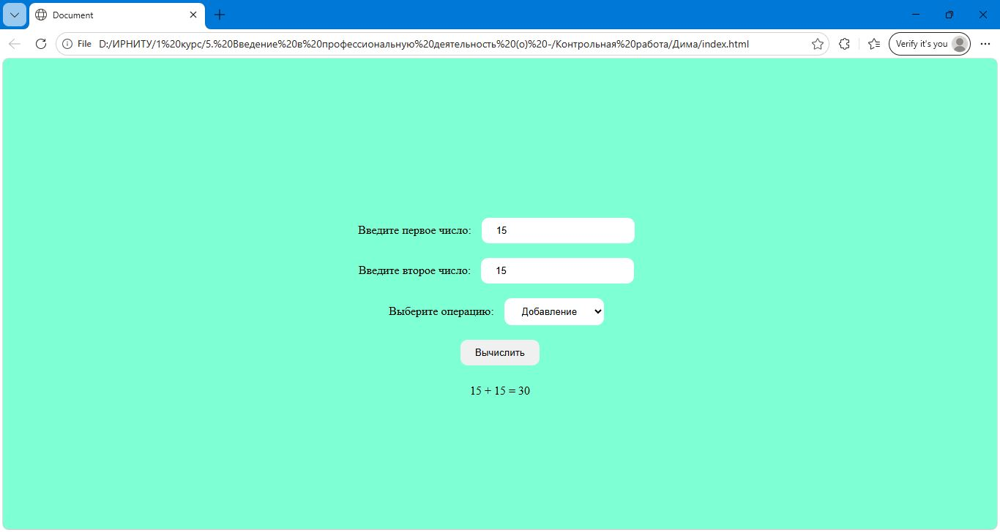 Document
File D:/ИРНИТУ/1%20курс/5.%20Введение%20в%20профессиональную%20деятельность%20(о)%20-/Контрольная%20работа/Дима/index.html Verify it's you
Введите первое число: 15
Введите второе число: 15
Выберите операцию: Добавление
Вычислить
15 + 15 = 30